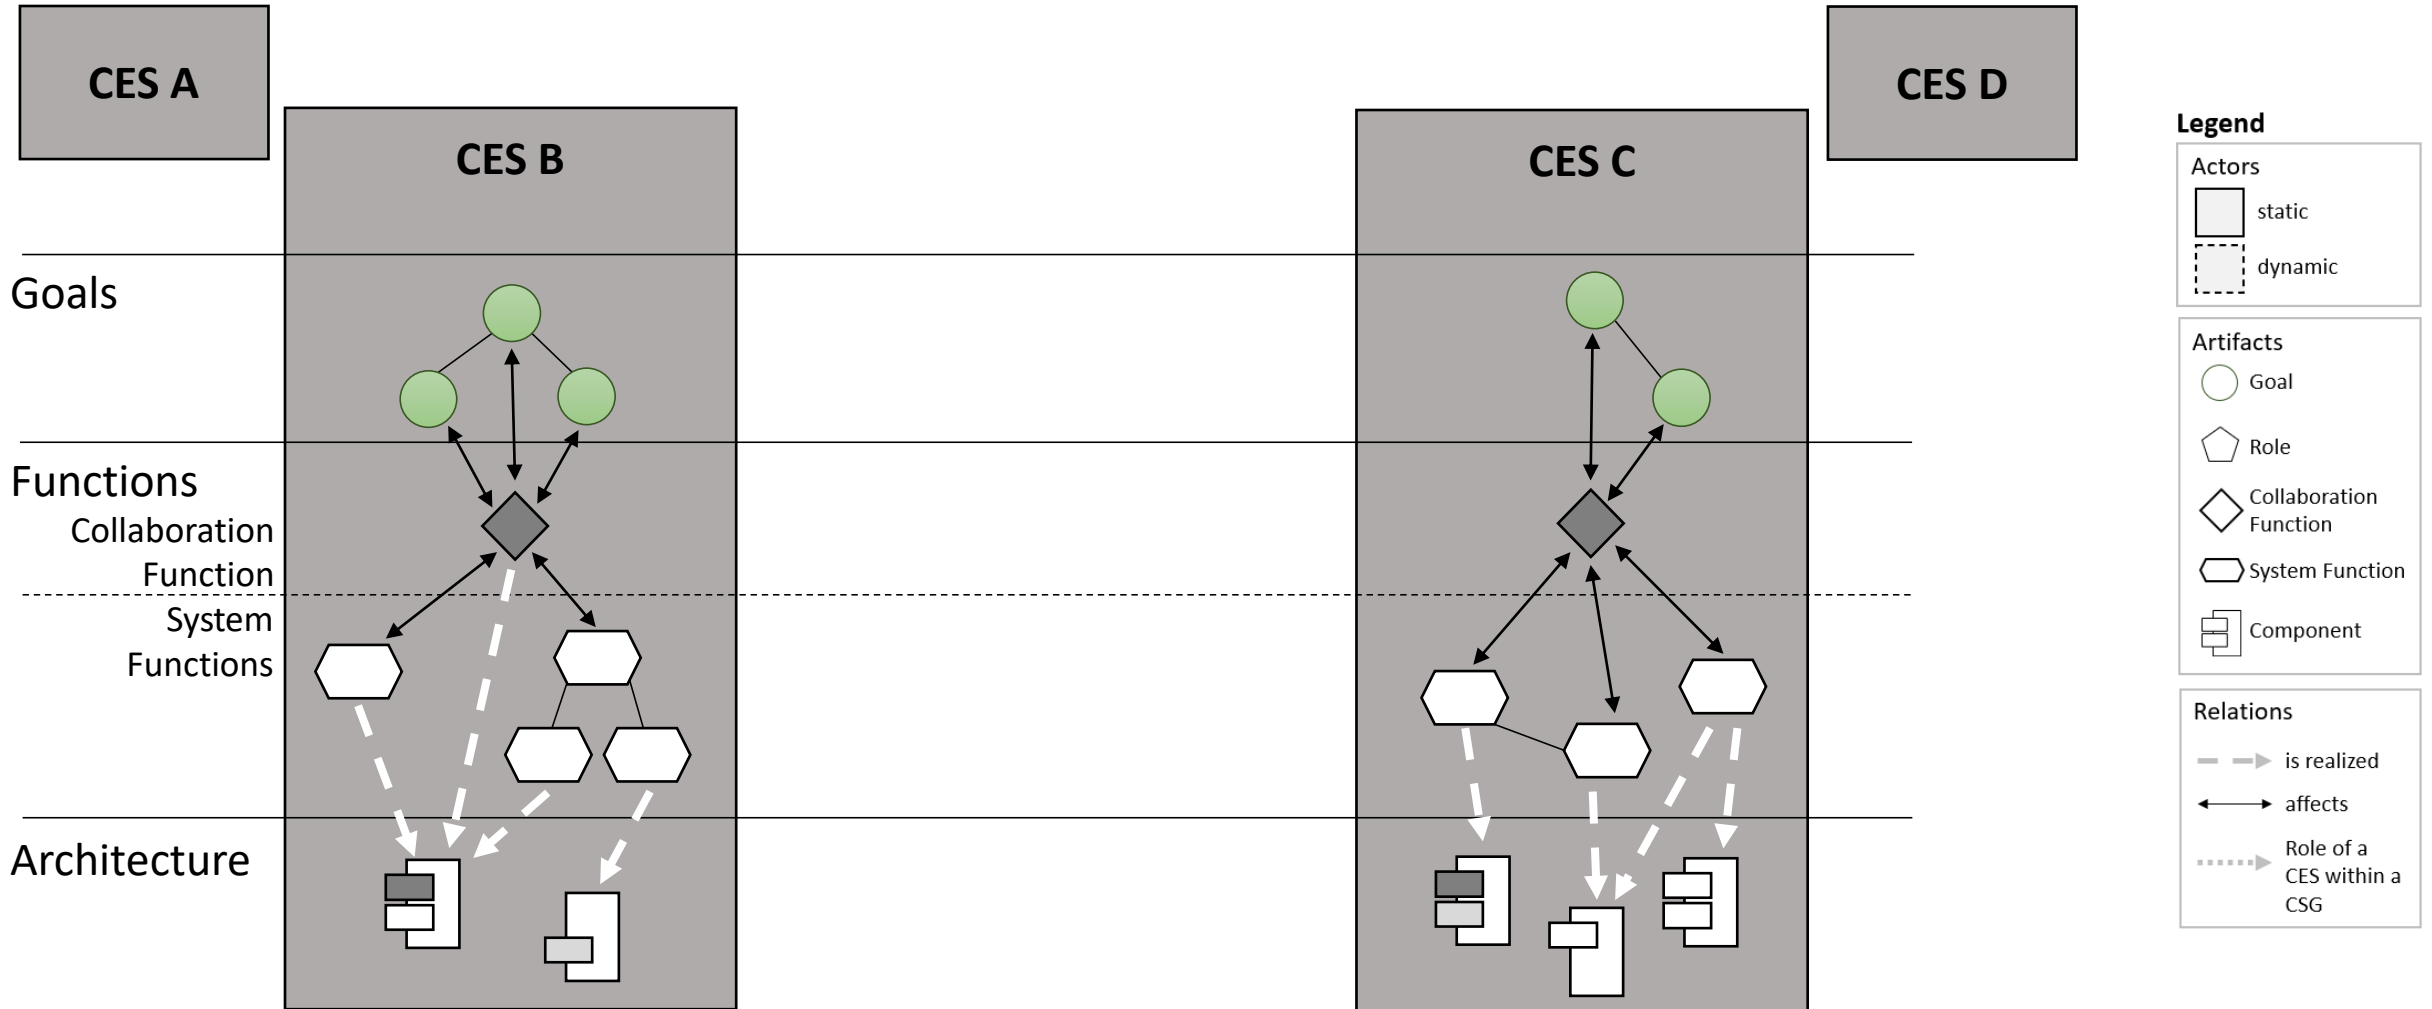 CES A
CES B
CES C
CES D
Goals
Functions
Collaboration
Function
System
Functions
Architecture
Legend
Actors
static
dynamic
Artifacts
Goal
Role
Collaboration
Function
System Function
Component
Relations
is realized
affects
Role of a
CES within a
CSG